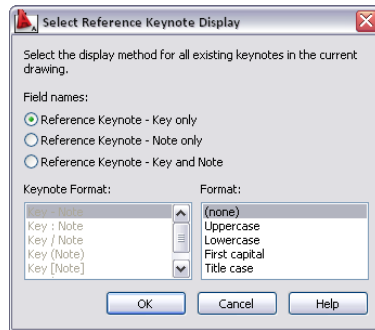 Select Reference Keynote Display
Select the display method for all existing keynotes in the current
drawing.
Field names:
Reference Keynote - Key only
Reference Keynote - Note only
Reference Keynote - Key and Note
Keynote Format:
Format:
Key - Note
Key : Note
Key / Note
Key (Note)
Key [Note]
(none)
Uppercase
Lowercase
First capital
Title case
OK
Cancel
Help